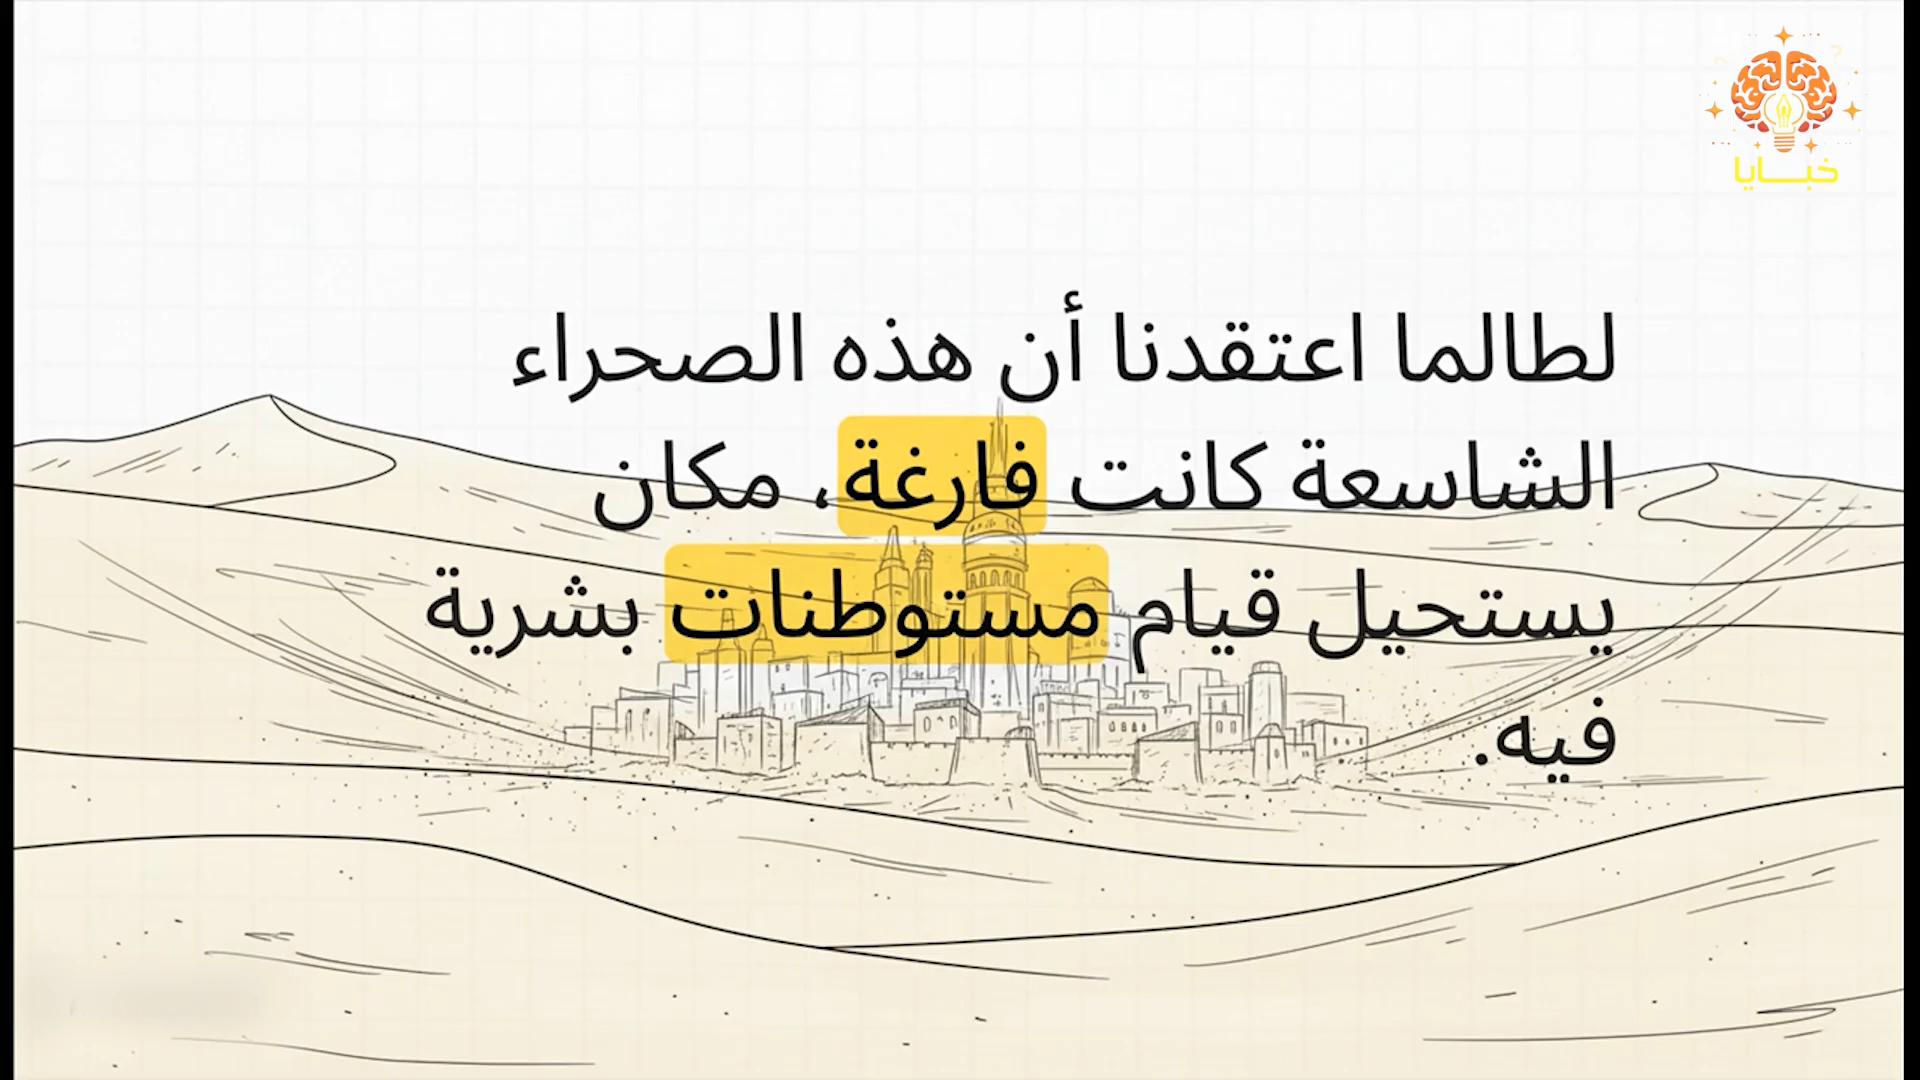 خبايا
لطالما اعتقدنا أن هذه الصحراء
الشاسعة كانت فارغة، مكان
يستحيل قيام مستوطنات بشرية
فيه.